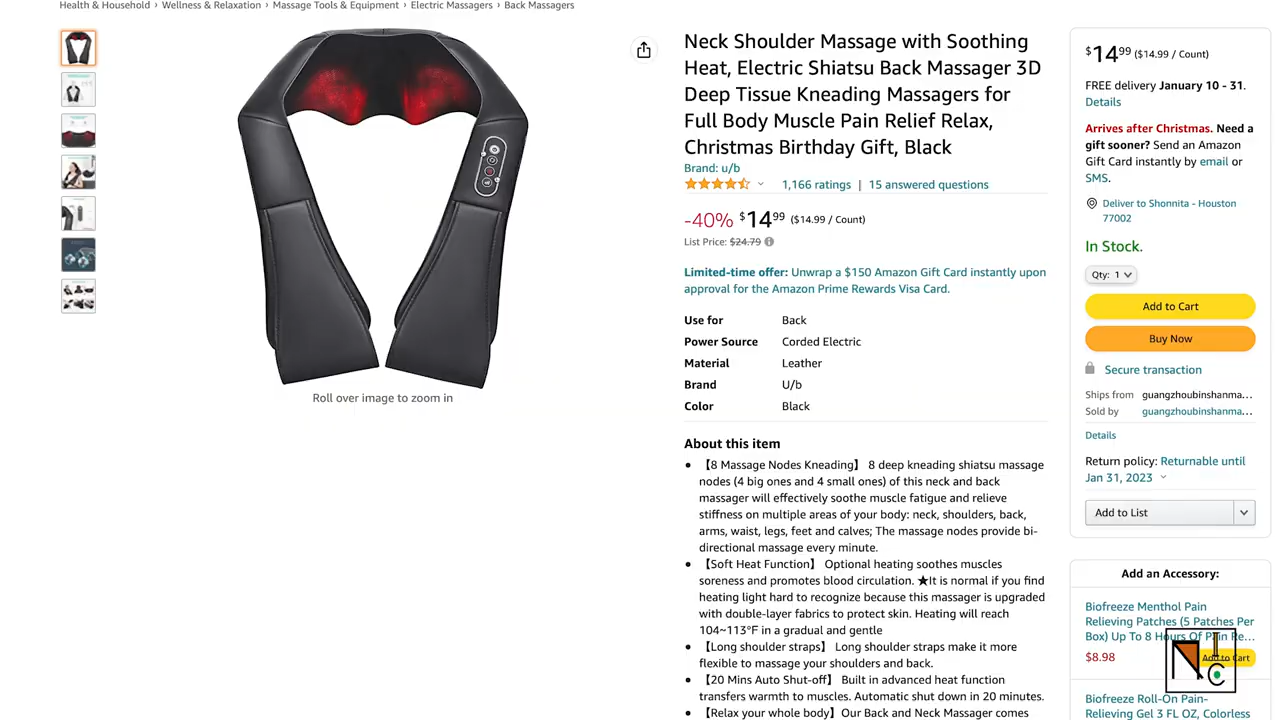 Health & Household › Wellness & Relaxation › Massage Tools & Equipment › Electric Massagers › Back Massagers
Roll over image to zoom in
Neck Shoulder Massage with Soothing
Heat, Electric Shiatsu Back Massager 3D
Deep Tissue Kneading Massagers for
Full Body Muscle Pain Relief Relax,
Christmas Birthday Gift, Black
Brand: u/b
1,166 ratings | 15 answered questions
-40% $14⁹⁹ ($14.99 / Count)
List Price: $24.79
Limited-time offer: Unwrap a $150 Amazon Gift Card instantly upon
approval for the Amazon Prime Rewards Visa Card.
Use for Back
Power Source Corded Electric
Material Leather
Brand U/b
Color Black
About this item
【8 Massage Nodes Kneading】 8 deep kneading shiatsu massage
nodes (4 big ones and 4 small ones) of this neck and back
massager will effectively soothe muscle fatigue and relieve
stiffness on multiple areas of your body: neck, shoulders, back,
arms, waist, legs, feet and calves; The massage nodes provide bi-
directional massage every minute.
【Soft Heat Function】 Optional heating soothes muscles
soreness and promotes blood circulation. ★It is normal if you find
heating light hard to recognize because this massager is upgraded
with double-layer fabrics to protect skin. Heating will reach
104~113℉ in a gradual and gentle
【Long shoulder straps】 Long shoulder straps make it more
flexible to massage your shoulders and back.
【20 Mins Auto Shut-off】 Built in advanced heat function
transfers warmth to muscles. Automatic shut down in 20 minutes.
【Relax your whole body】Our Back and Neck Massager comes
$14⁹⁹ ($14.99 / Count)
FREE delivery January 10 - 31.
Details
Arrives after Christmas. Need a
gift sooner? Send an Amazon
Gift Card instantly by email or
SMS.
Deliver to Shonnita - Houston
77002
In Stock.
Qty: 1
Add to Cart
Buy Now
Secure transaction
Ships from guangzhoubinshanma...
Sold by guangzhoubinshanma...
Details
Return policy: Returnable until
Jan 31, 2023
Add to List
Add an Accessory:
Biofreeze Menthol Pain
Relieving Patches (5 Patches Per
Box) Up To 8 Hours Of Pain Re...
$8.98 Add to Cart
Biofreeze Roll-On Pain-
Relieving Gel 3 FL OZ, Colorless